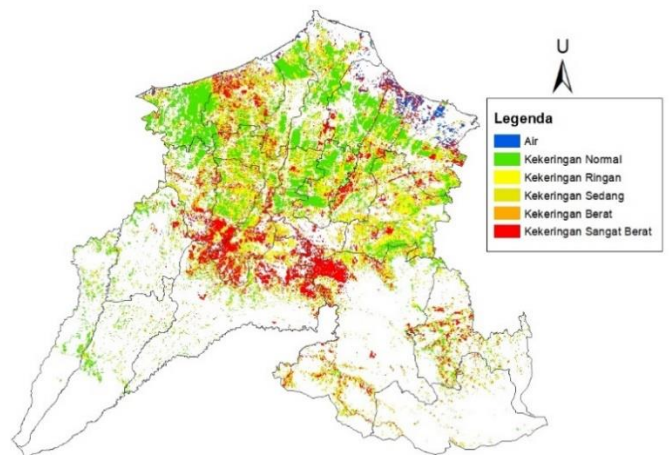 U
Legenda
Air
Kekeringan Normal
Kekeringan Ringan
Kekeringan Sedang
Kekeringan Berat
Kekeringan Sangat Berat